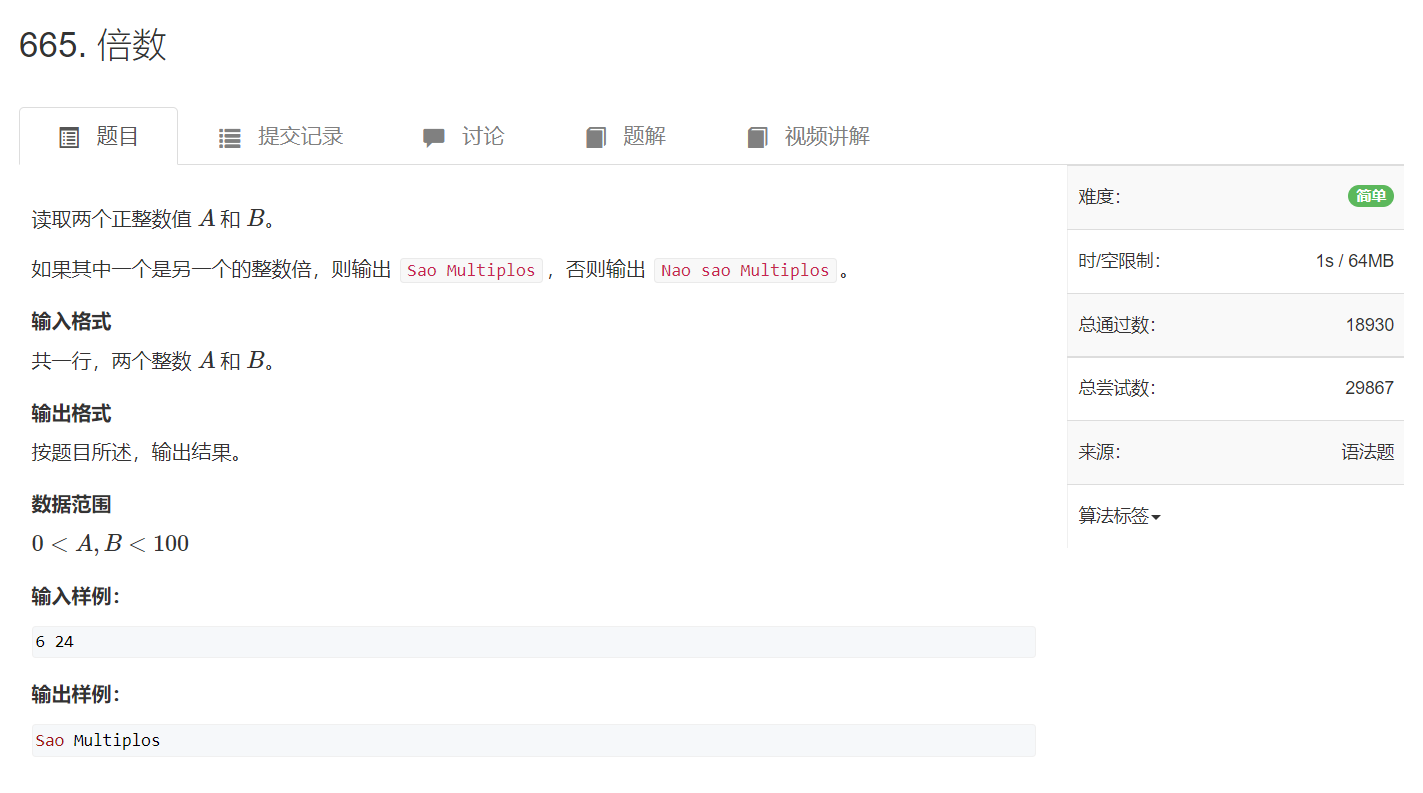 665. 倍数
题目 提交记录 讨论 题解 视频讲解
读取两个正整数值 A 和 B。
如果其中一个是另一个的整数倍，则输出 Sao Multiplos ，否则输出 Nao sao Multiplos 。
输入格式
共一行，两个整数 A 和 B。
输出格式
按题目所述，输出结果。
数据范围
0 < A, B < 100
输入样例：
6 24
输出样例：
Sao Multiplos
难度： 简单
时/空限制： 1s / 64MB
总通过数： 18930
总尝试数： 29867
来源： 语法题
算法标签